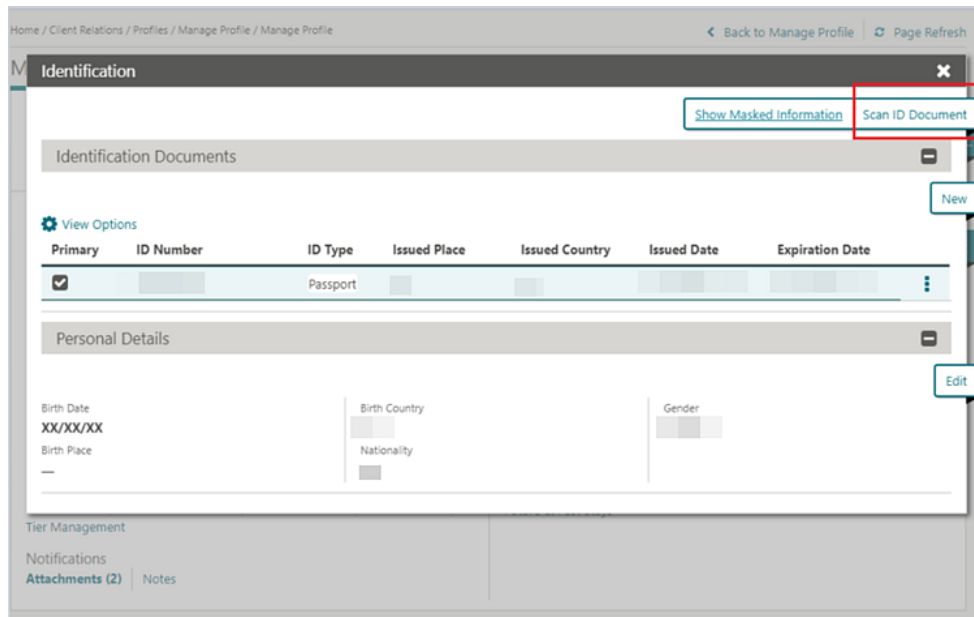 Home / Client Relations / Profiles / Manage Profile / Manage Profile
Back to Manage Profile Page Refresh
M
Identification
Show Masked Information Scan ID Document
Identification Documents
New
View Options
Primary ID Number ID Type Issued Place Issued Country Issued Date Expiration Date
Passport
Personal Details
Edit
Birth Date Birth Country Gender
XX/XX/XX
Birth Place Nationality
—
Tier Management
Notifications
Attachments (2) Notes